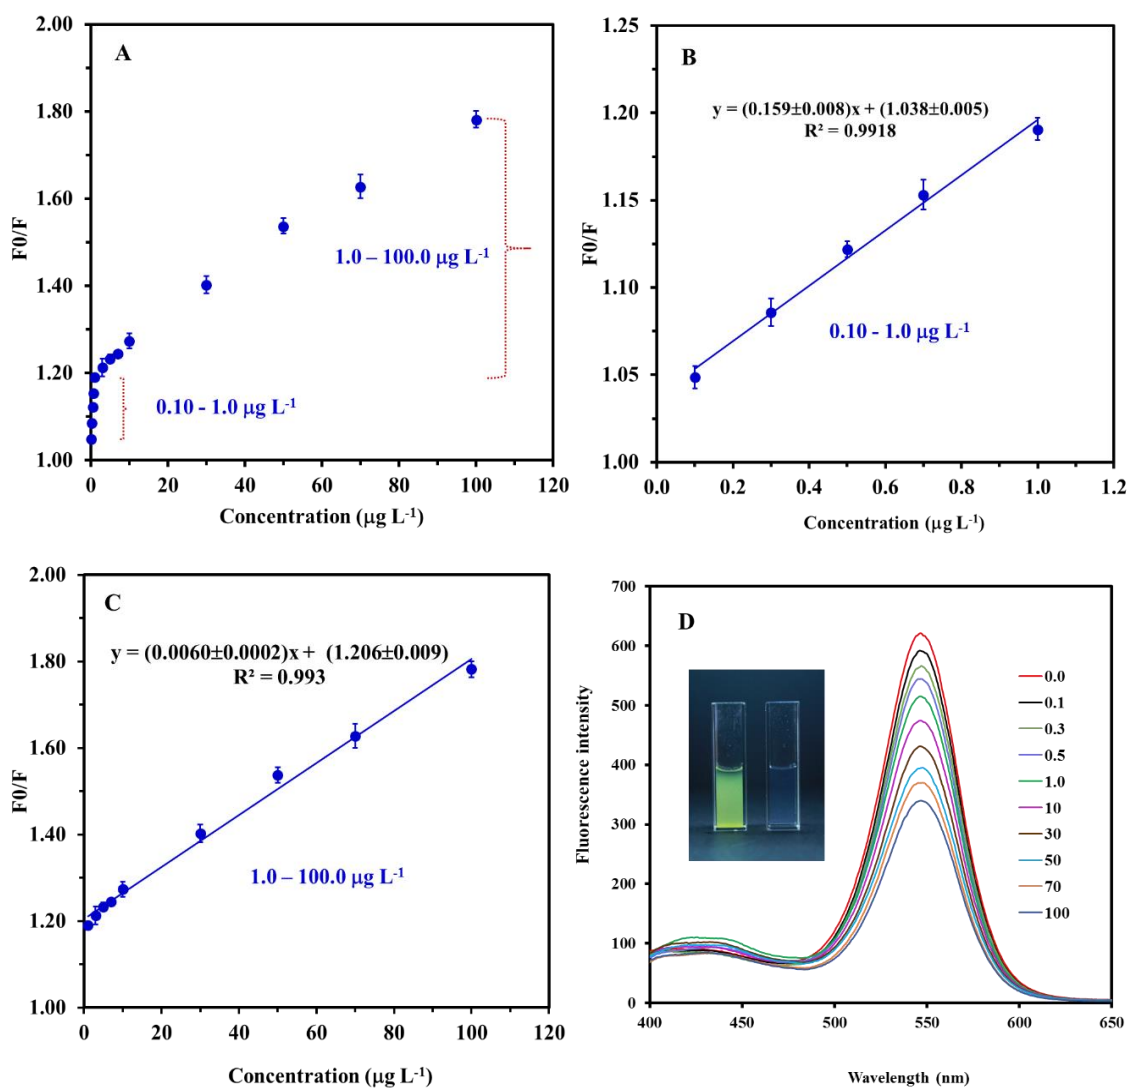 A
2.00
1.80
1.60
1.40
1.20
1.00
F0/F
1.0 – 100.0 µg L-1
0.10 - 1.0 µg L-1
0 20 40 60 80 100 120
Concentration (µg L-1)
B
1.25
1.20
1.15
1.10
1.05
1.00
F0/F
y = (0.159±0.008)x + (1.038±0.005)
R² = 0.9918
0.10 - 1.0 µg L-1
0.0 0.2 0.4 0.6 0.8 1.0 1.2
Concentration (µg L-1)
C
2.00
1.80
1.60
1.40
1.20
1.00
F0/F
y = (0.0060±0.0002)x + (1.206±0.009)
R² = 0.993
1.0 – 100.0 µg L-1
0 20 40 60 80 100 120
Concentration (µg L-1)
D
700
600
500
400
300
200
100
0
Fluorescence intensity
0.0
0.1
0.3
0.5
1.0
10
30
50
70
100
400 450 500 550 600 650
Wavelength (nm)